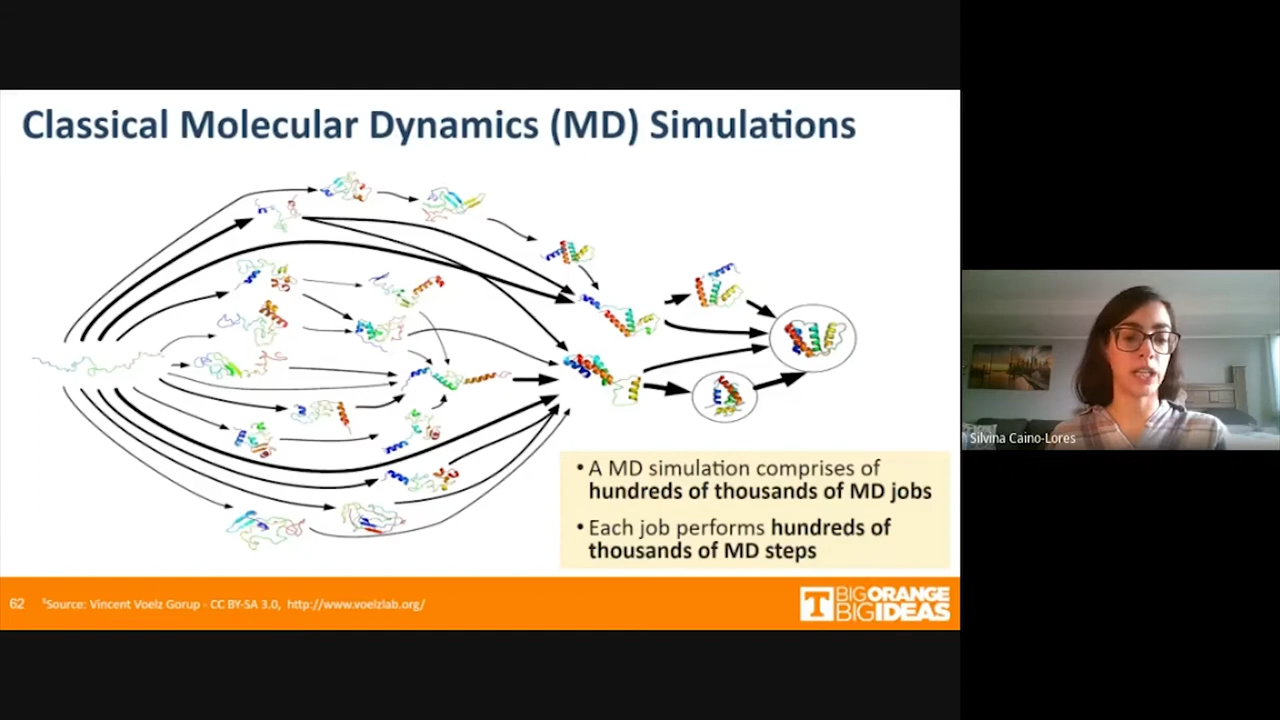 Classical Molecular Dynamics (MD) Simulations
• A MD simulation comprises of
hundreds of thousands of MD jobs
• Each job performs hundreds of
thousands of MD steps
62
¹Source: Vincent Voelz Gorup - CC BY-SA 3.0, http://www.voelzlab.org/
T
BIG ORANGE
BIG IDEAS
Silvina Caino-Lores